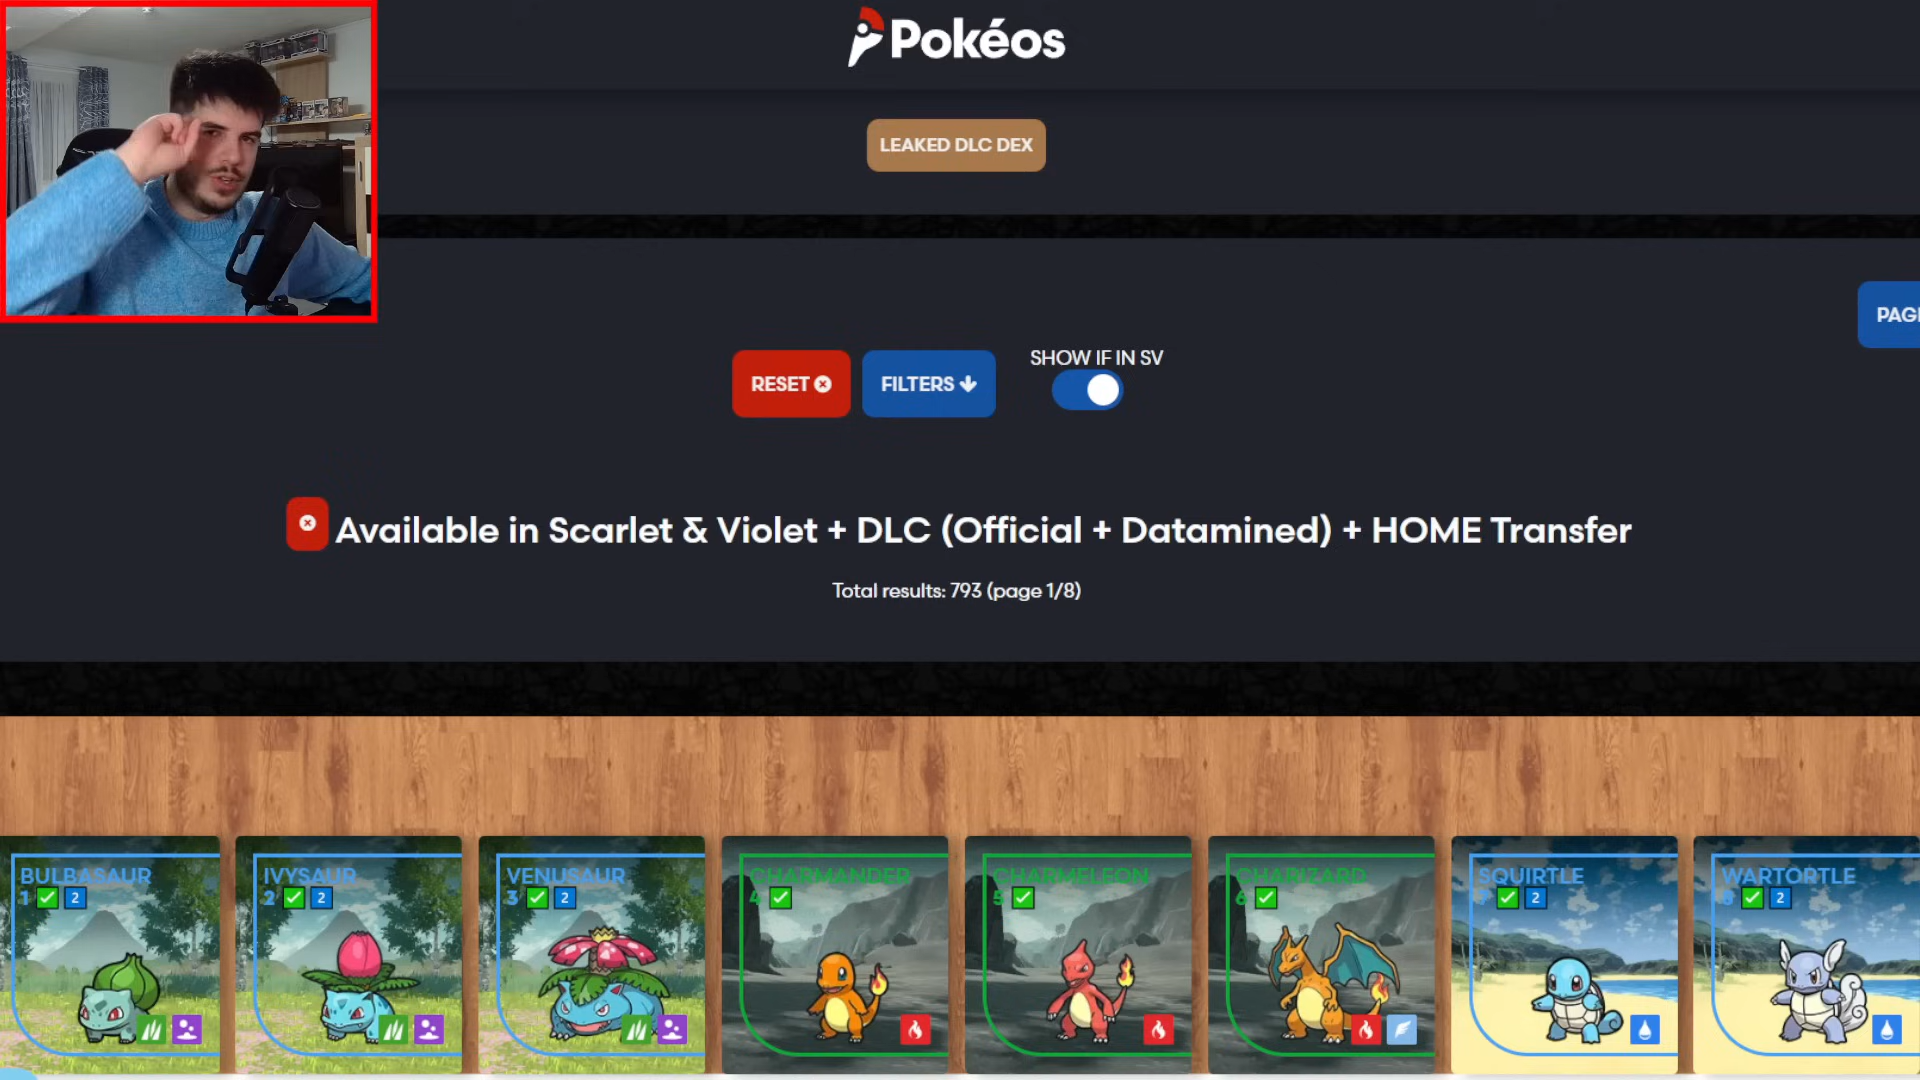 Pokéos
LEAKED DLC DEX
PAG
RESET
FILTERS
SHOW IF IN SV
Available in Scarlet & Violet + DLC (Official + Datamined) + HOME Transfer
Total results: 793 (page 1/8)
BULBASAUR
1 2
IVYSAUR
2 2
VENUSAUR
3 2
CHARMANDER
4
CHARMELEON
5
CHARIZARD
6
SQUIRTLE
7 2
WARTORTLE
8 2